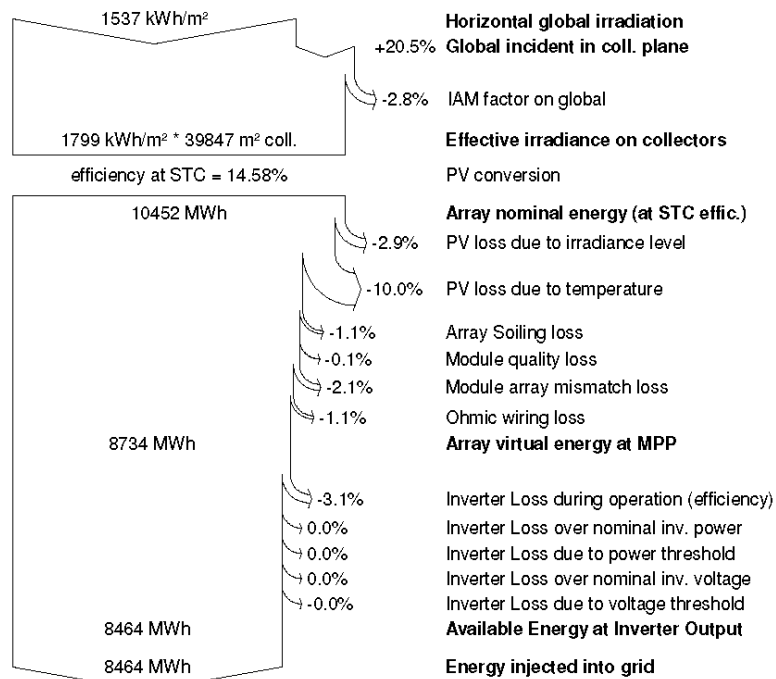 1537 kWh/m² Horizontal global irradiation
+20.5% Global incident in coll. plane
-2.8% IAM factor on global
1799 kWh/m² * 39847 m² coll. Effective irradiance on collectors
efficiency at STC = 14.58% PV conversion
10452 MWh Array nominal energy (at STC effic.)
-2.9% PV loss due to irradiance level
-10.0% PV loss due to temperature
-1.1% Array Soiling loss
-0.1% Module quality loss
-2.1% Module array mismatch loss
-1.1% Ohmic wiring loss
8734 MWh Array virtual energy at MPP
-3.1% Inverter Loss during operation (efficiency)
0.0% Inverter Loss over nominal inv. power
0.0% Inverter Loss due to power threshold
0.0% Inverter Loss over nominal inv. voltage
-0.0% Inverter Loss due to voltage threshold
8464 MWh Available Energy at Inverter Output
8464 MWh Energy injected into grid